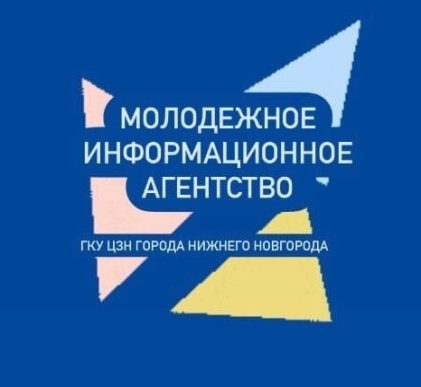 МОЛОДЕЖНОЕ
ИНФОРМАЦИОННОЕ
АГЕНТСТВО
ГКУ ЦЗН ГОРОДА НИЖНЕГО НОВГОРОДА